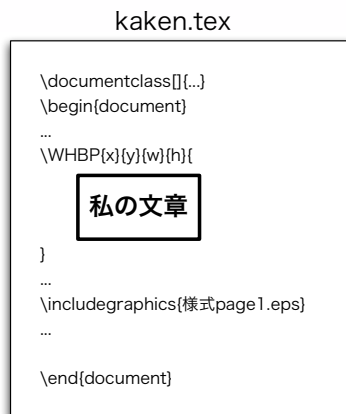 kaken.tex
\documentclass[]{...}
\begin{document}
...
\WHBP{x}{y}{w}{h}{
私の文章
}
...
\includegraphics{様式page1.eps}
...
\end{document}